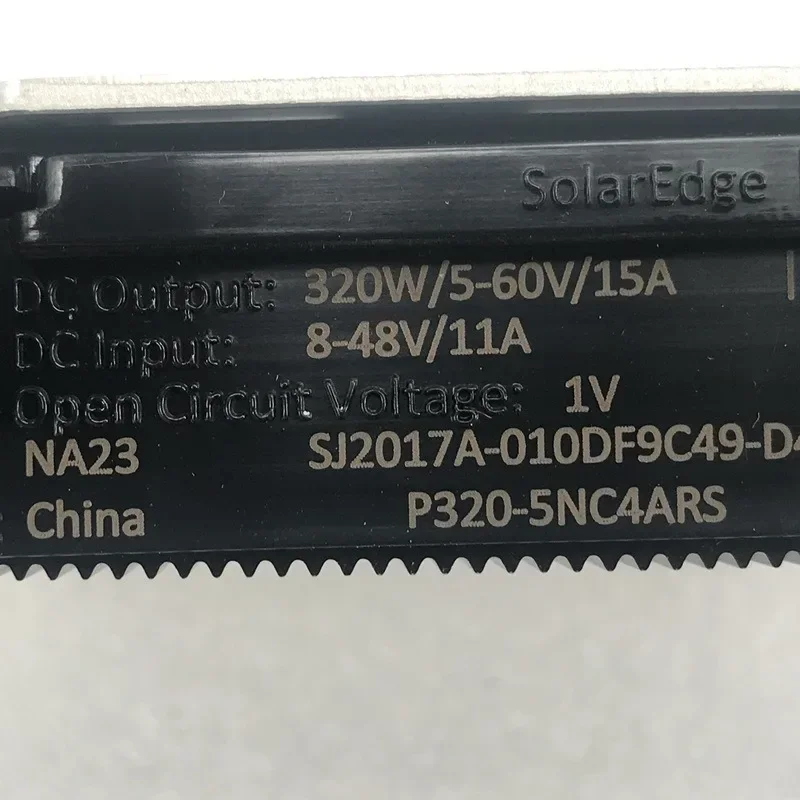 SolarEdge
DC Output: 320W/5-60V/15A
DC Input: 8-48V/11A
Open Circuit Voltage: 1V
NA23 SJ2017A-010DF9C49-D4
China P320-5NC4ARS